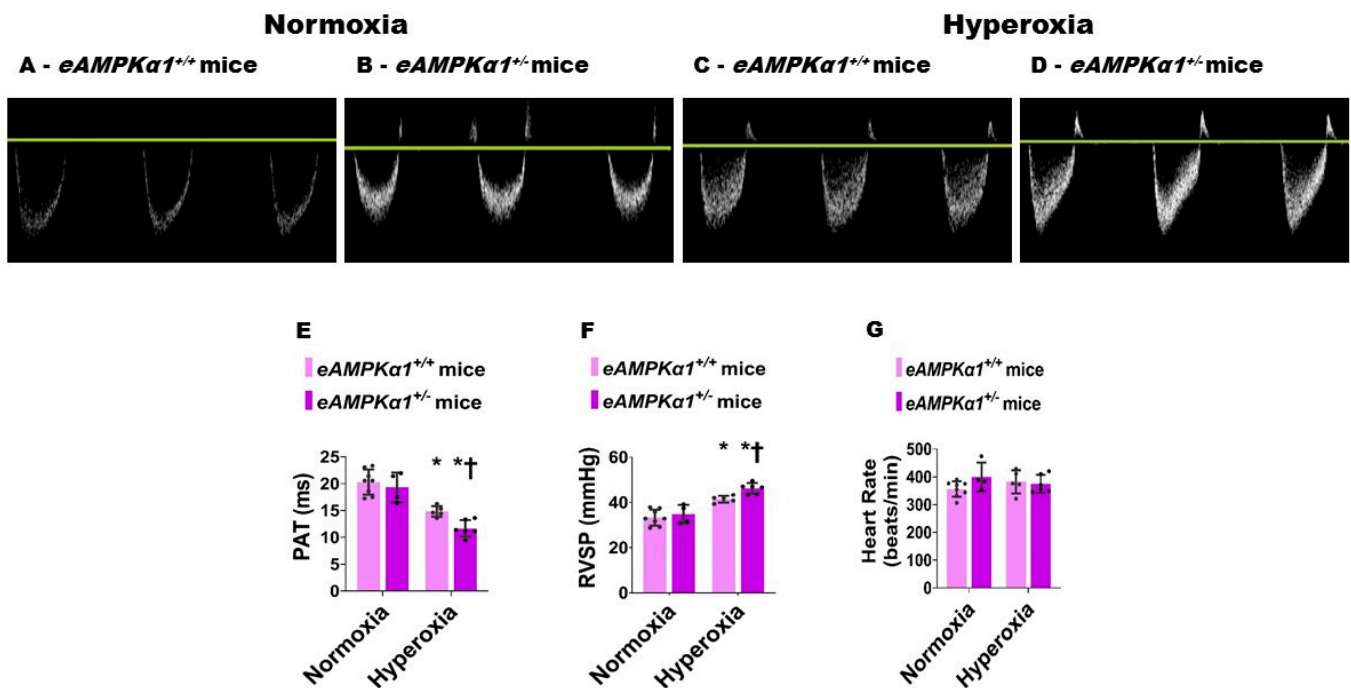 Normoxia
Hyperoxia
A - eAMPKα1+/+ mice
B - eAMPKα1+/- mice
C - eAMPKα1+/+ mice
D - eAMPKα1+/- mice
E
eAMPKα1+/+ mice
eAMPKα1+/- mice
* *†
PAT (ms)
25
20
15
10
5
0
Normoxia
Hyperoxia
F
eAMPKα1+/+ mice
eAMPKα1+/- mice
* *†
RVSP (mmHg)
60
40
20
0
Normoxia
Hyperoxia
G
eAMPKα1+/+ mice
eAMPKα1+/- mice
Heart Rate
(beats/min)
500
400
300
200
100
0
Normoxia
Hyperoxia